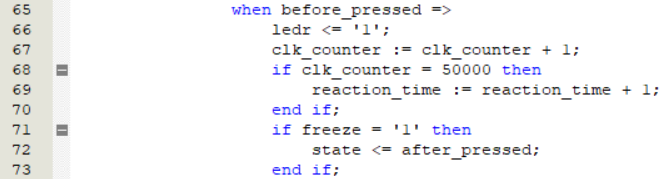 65 when before_pressed =>
66 ledr <= '1';
67 clk_counter := clk_counter + 1;
68 if clk_counter = 50000 then
69 reaction_time := reaction_time + 1;
70 end if;
71 if freeze = '1' then
72 state <= after_pressed;
73 end if;